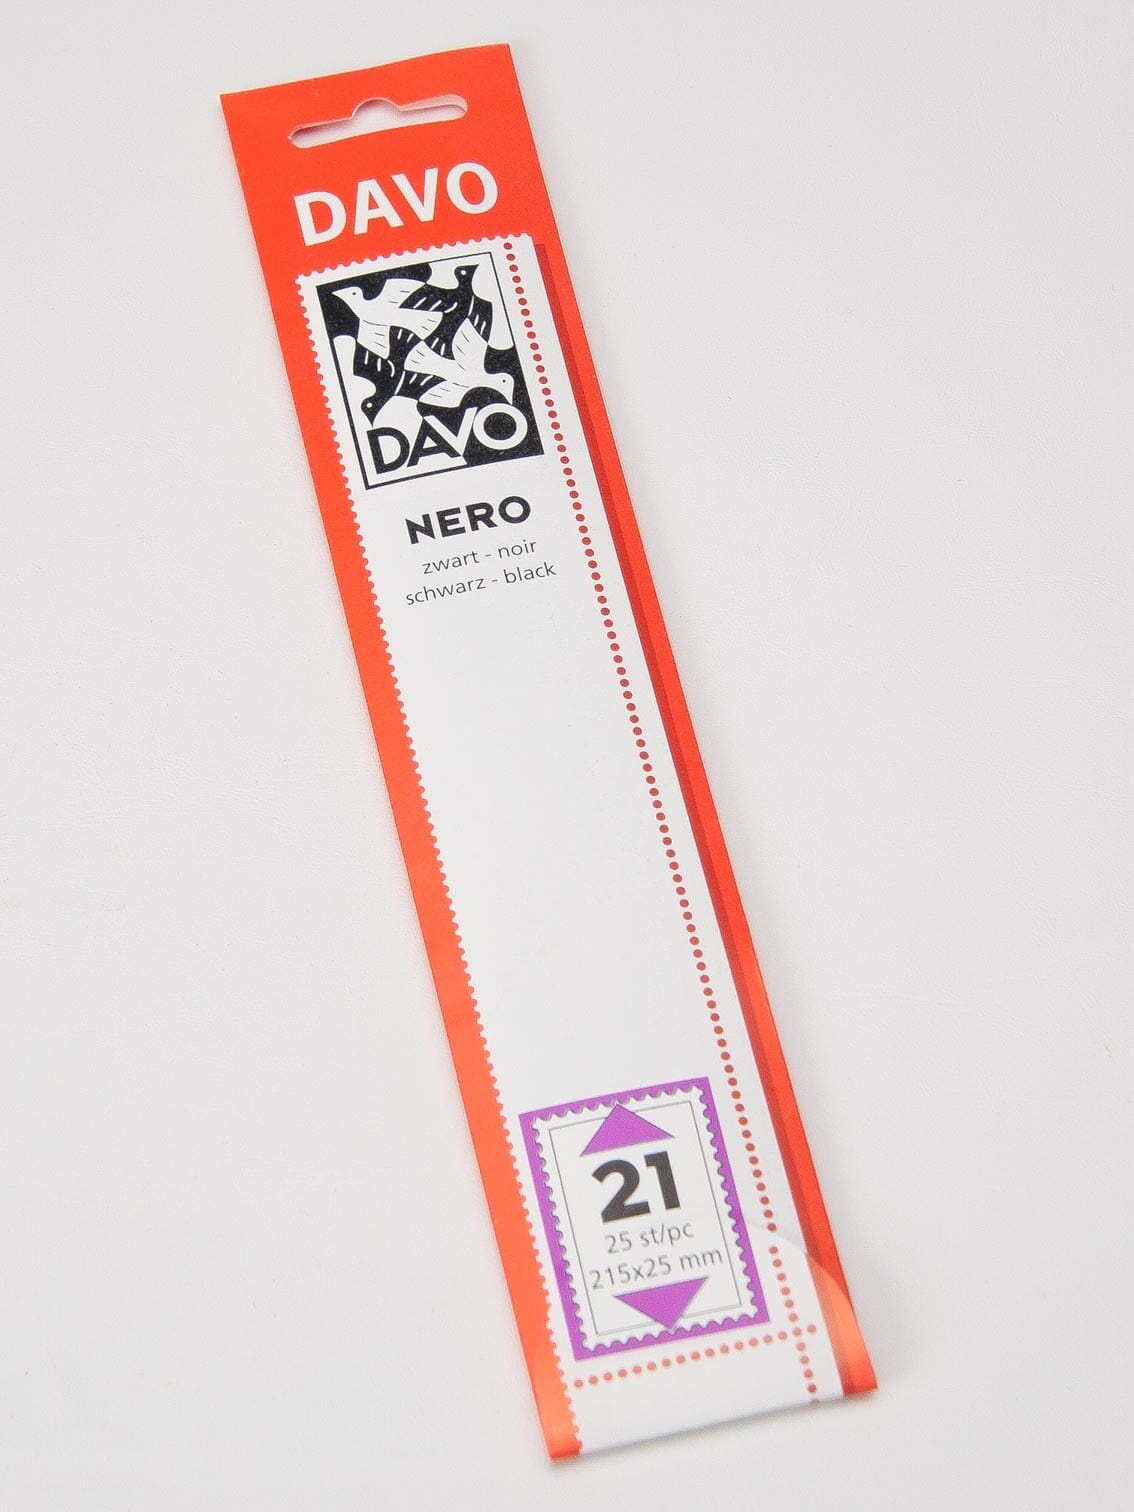 DAVO
DAVO
NERO
zwart - noir
schwarz - black
21
25 st/pc
215x25 mm